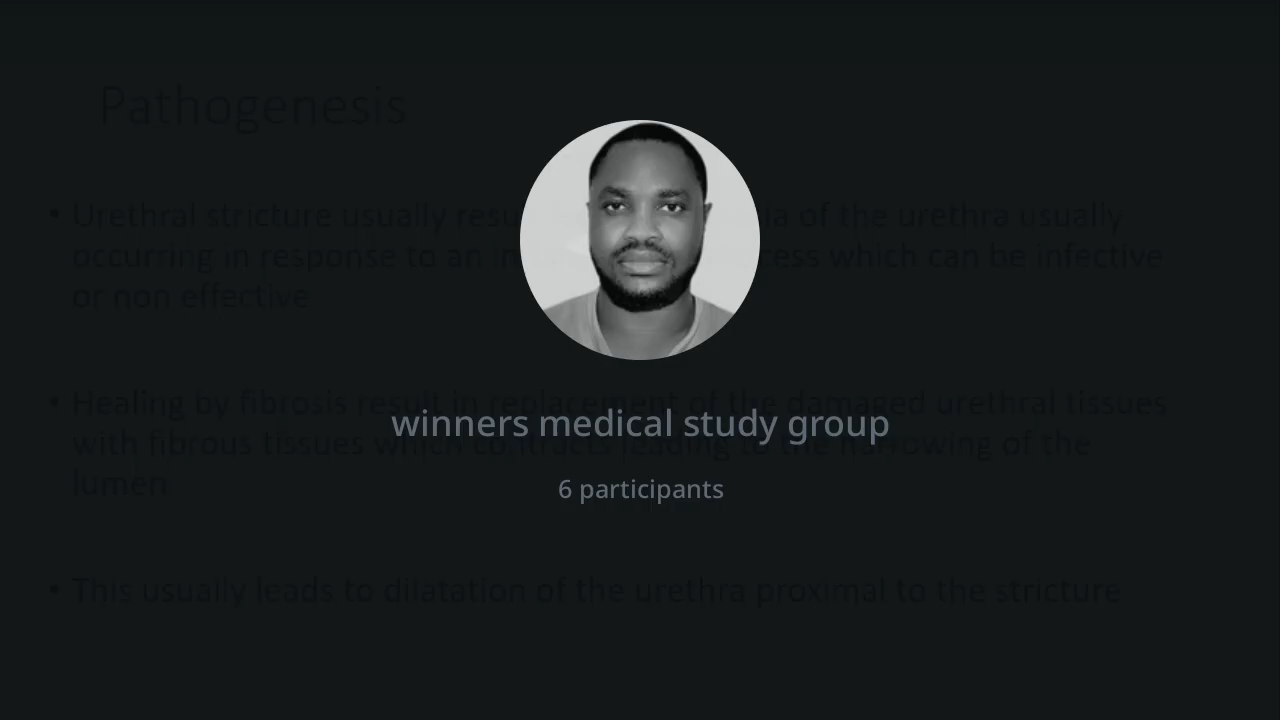 Pathogenesis
• Urethral stricture usually resu ia of the urethra usually
occurring in response to an in ress which can be infective
or non effective
• Healing by fibrosis result in replacement of the damaged urethral tissues
with fibrous tissues which contracts leading to the narrowing of the
lumen
winners medical study group
6 participants
• This usually leads to dilatation of the urethra proximal to the stricture